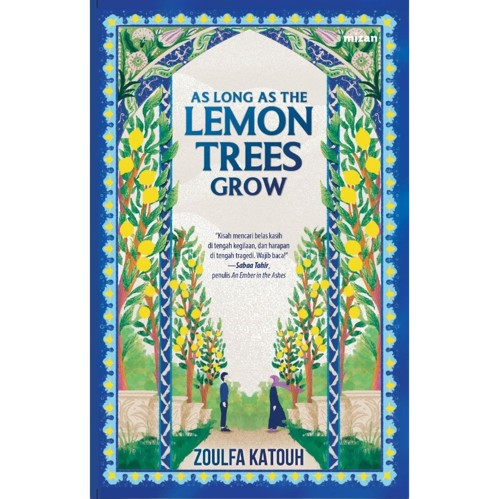 mizan
AS LONG AS THE
LEMON
TREES
GROW
"Kisah mencari belas kasih
di tengah kegilaan, dan harapan
di tengah tragedi. Wajib baca!"
—Sabaa Tahir,
penulis An Ember in the Ashes
ZOULFA KATOUH